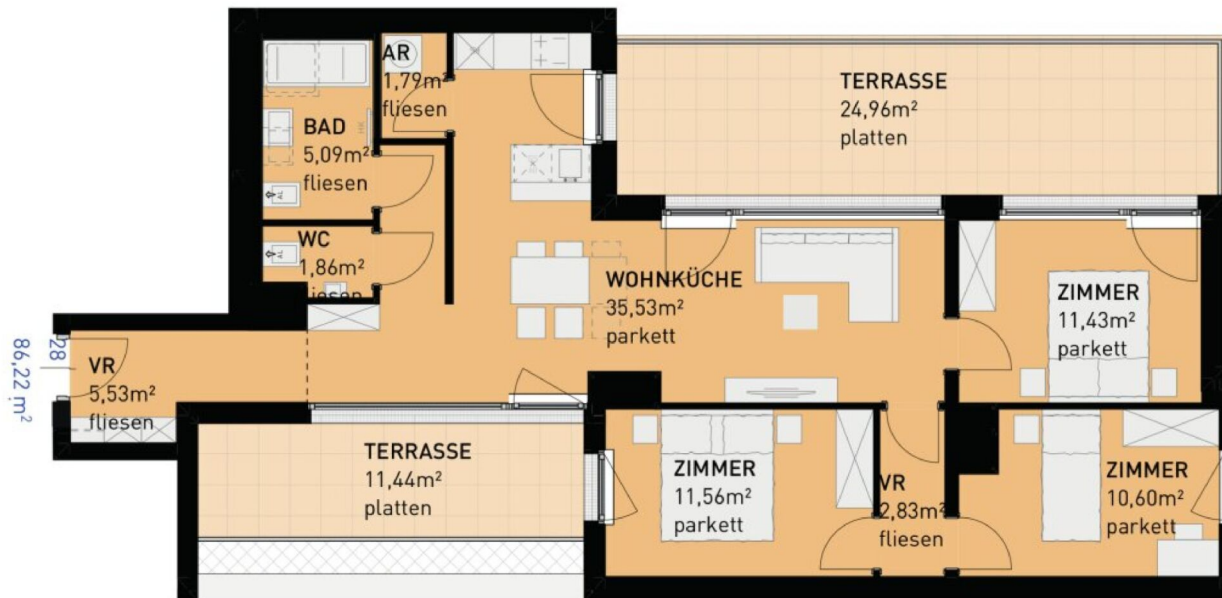 AR
1,79m²
fliesen
BAD
5,09m²
fliesen
WC
1,86m²
fliesen
TERRASSE
24,96m²
platten
WOHNKÜCHE
35,53m²
parkett
ZIMMER
11,43m²
parkett
28
86,22 m²
VR
5,53m²
fliesen
TERRASSE
11,44m²
platten
ZIMMER
11,56m²
parkett
VR
2,83m²
fliesen
ZIMMER
10,60m²
parkett